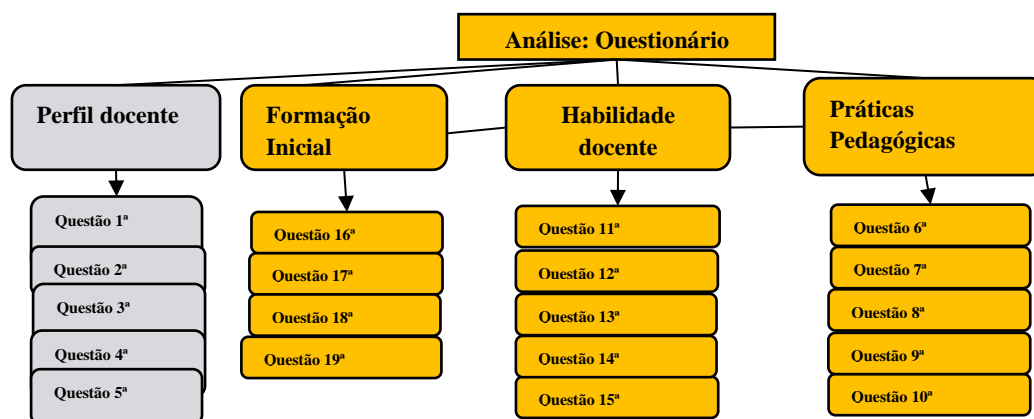 Análise: Questionário
Perfil docente
Formação
Inicial
Habilidade
docente
Práticas
Pedagógicas
Questão 1ª
Questão 2ª
Questão 3ª
Questão 4ª
Questão 5ª
Questão 16ª
Questão 17ª
Questão 18ª
Questão 19ª
Questão 11ª
Questão 12ª
Questão 13ª
Questão 14ª
Questão 15ª
Questão 6ª
Questão 7ª
Questão 8ª
Questão 9ª
Questão 10ª